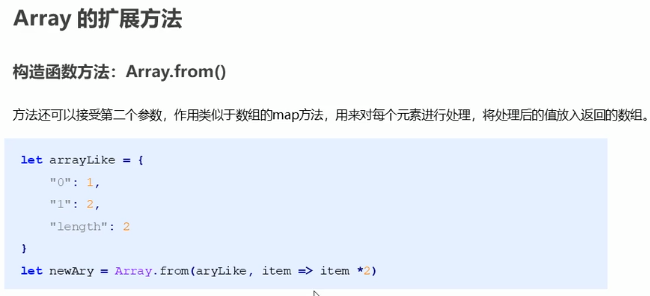 Array 的扩展方法
构造函数方法：Array.from()
方法还可以接受第二个参数，作用类似于数组的map方法，用来对每个元素进行处理，将处理后的值放入返回的数组。
let arrayLike = {
    "0": 1,
    "1": 2,
    "length": 2
}
let newAry = Array.from(aryLike, item => item *2)